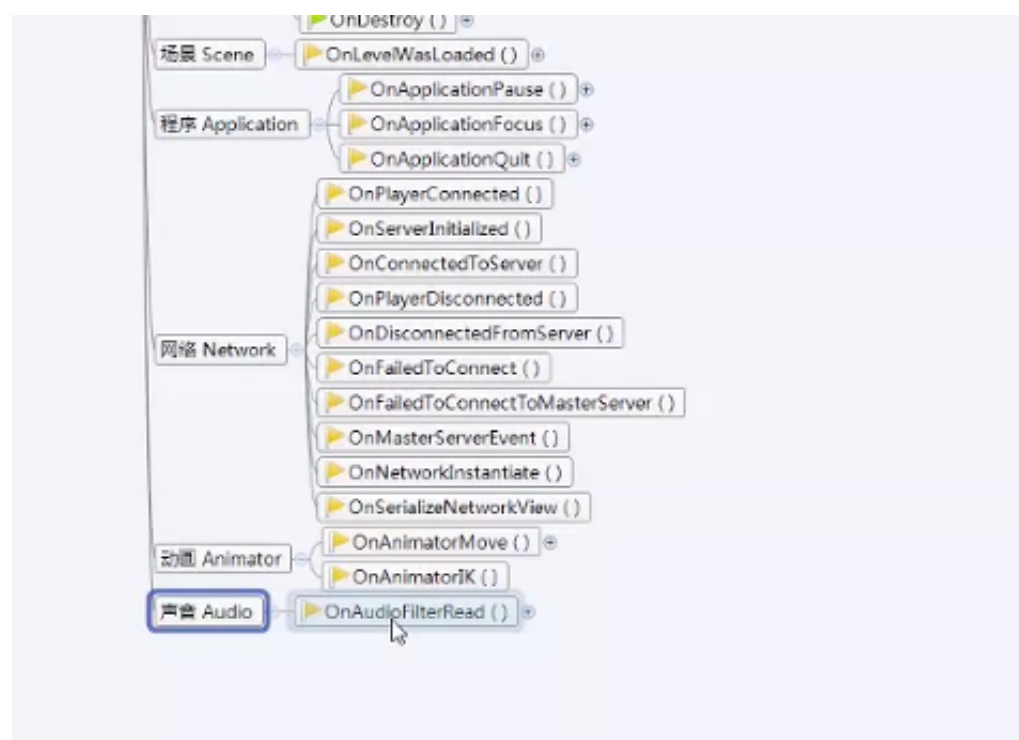 OnDestroy ( )
场景 Scene
OnLevelWasLoaded ( )
程序 Application
OnApplicationPause ( )
OnApplicationFocus ( )
OnApplicationQuit ( )
网络 Network
OnPlayerConnected ( )
OnServerInitialized ( )
OnConnectedToServer ( )
OnPlayerDisconnected ( )
OnDisconnectedFromServer ( )
OnFailedToConnect ( )
OnFailedToConnectToMasterServer ( )
OnMasterServerEvent ( )
OnNetworkInstantiate ( )
OnSerializeNetworkView ( )
动画 Animator
OnAnimatorMove ( )
OnAnimatorIK ( )
声音 Audio
OnAudioFilterRead ( )